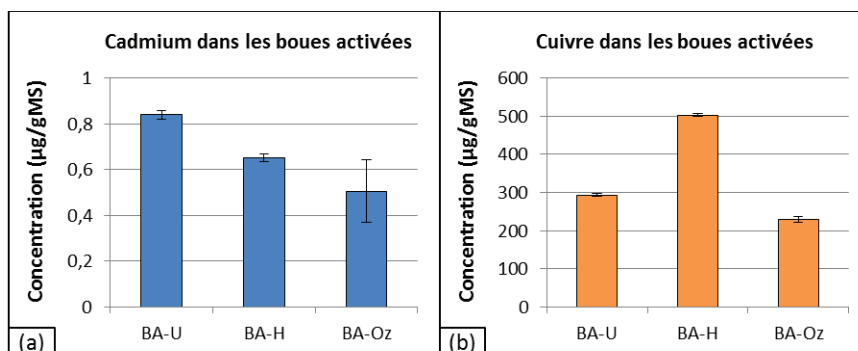 Cadmium dans les boues activées
Concentration (µg/gMS)
1
0,8
0,6
0,4
0,2
0
BA-U BA-H BA-Oz
(a)
Cuivre dans les boues activées
Concentration (µg/gMS)
600
500
400
300
200
100
0
BA-U BA-H BA-Oz
(b)